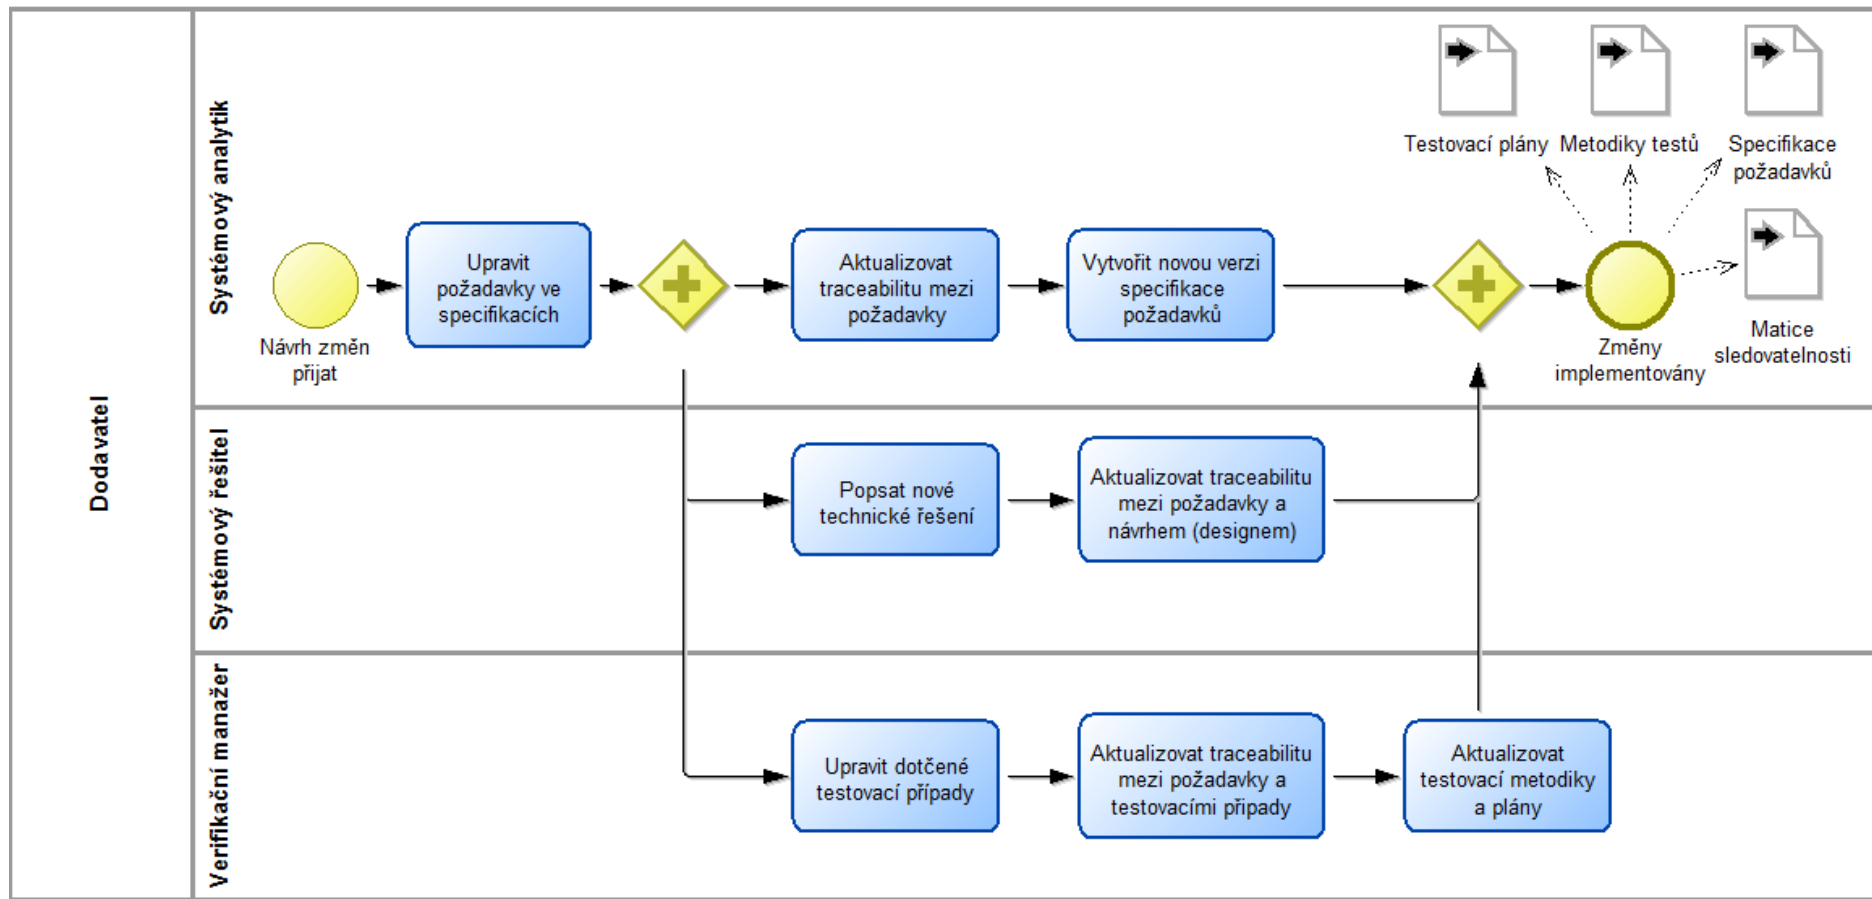 Dodavatel
Systémový analytik
Návrh změn
přijat
Upravit
požadavky ve
specifikacích
Aktualizovat
traceabilitu mezi
požadavky
Vytvořit novou verzi
specifikace
požadavků
Změny
implementovány
Testovací plány
Metodiky testů
Specifikace
požadavků
Matice
sledovatelnosti
Systémový řešitel
Popsat nové
technické řešení
Aktualizovat traceabilitu
mezi požadavky a
návrhem (designem)
Verifikační manažer
Upravit dotčené
testovací případy
Aktualizovat traceabilitu
mezi požadavky a
testovacími připady
Aktualizovat
testovací metodiky
a plány